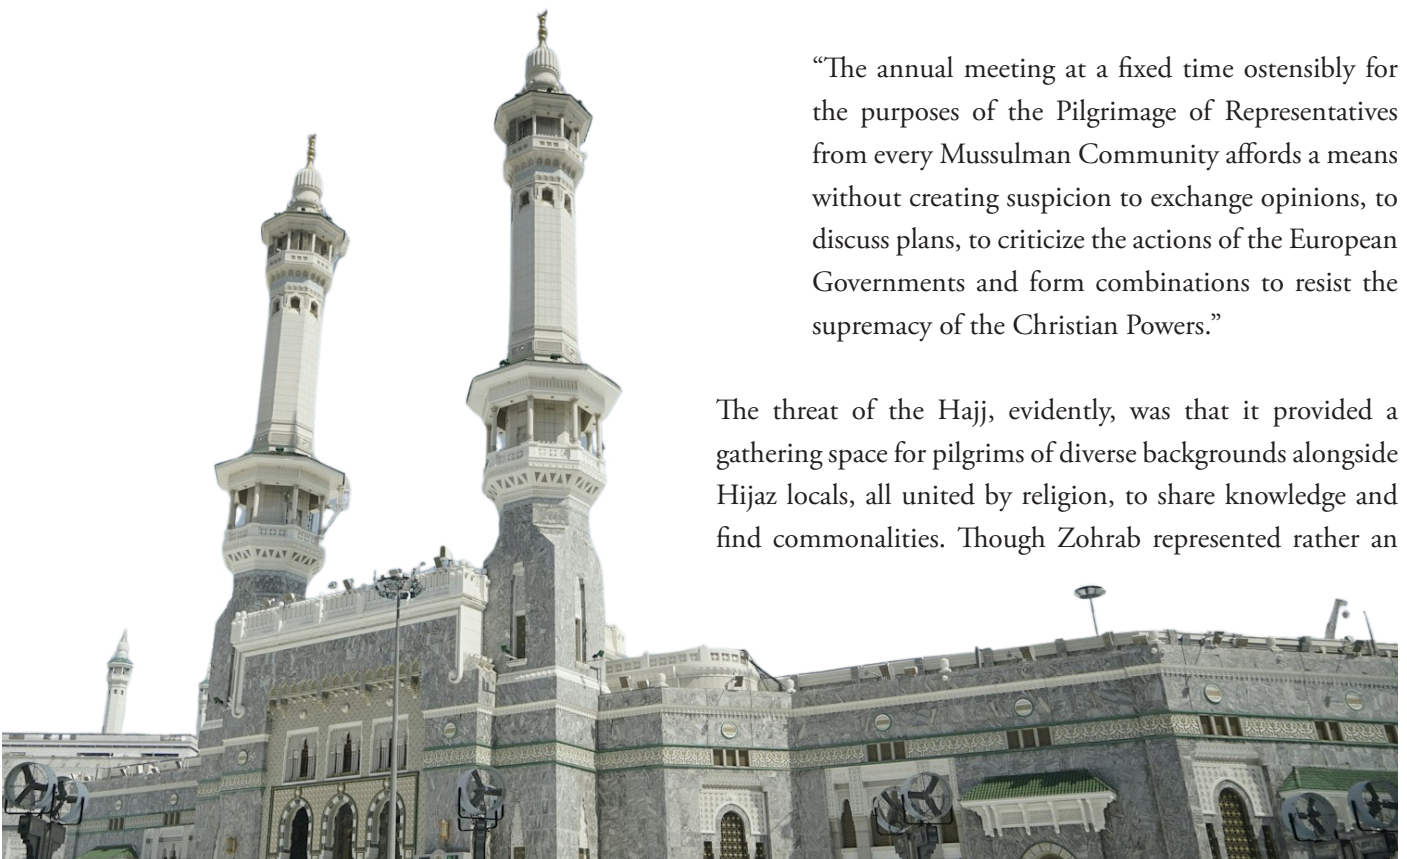 “The annual meeting at a fixed time ostensibly for
the purposes of the Pilgrimage of Representatives
from every Mussulman Community affords a means
without creating suspicion to exchange opinions, to
discuss plans, to criticize the actions of the European
Governments and form combinations to resist the
supremacy of the Christian Powers.”
The threat of the Hajj, evidently, was that it provided a
gathering space for pilgrims of diverse backgrounds alongside
Hijaz locals, all united by religion, to share knowledge and
find commonalities. Though Zohrab represented rather an